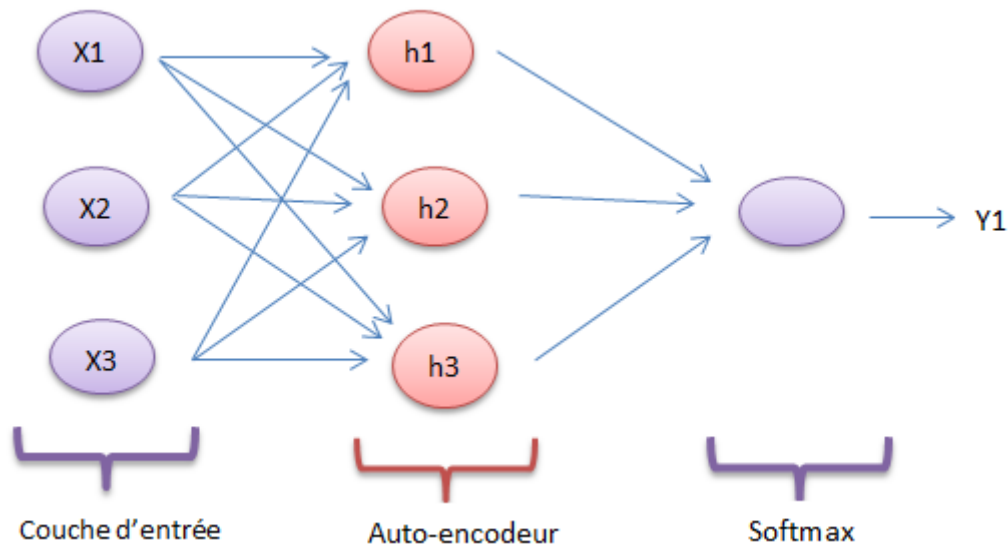 X1
h1
X2
h2
Y1
X3
h3
Couche d'entrée
Auto-encodeur
Softmax